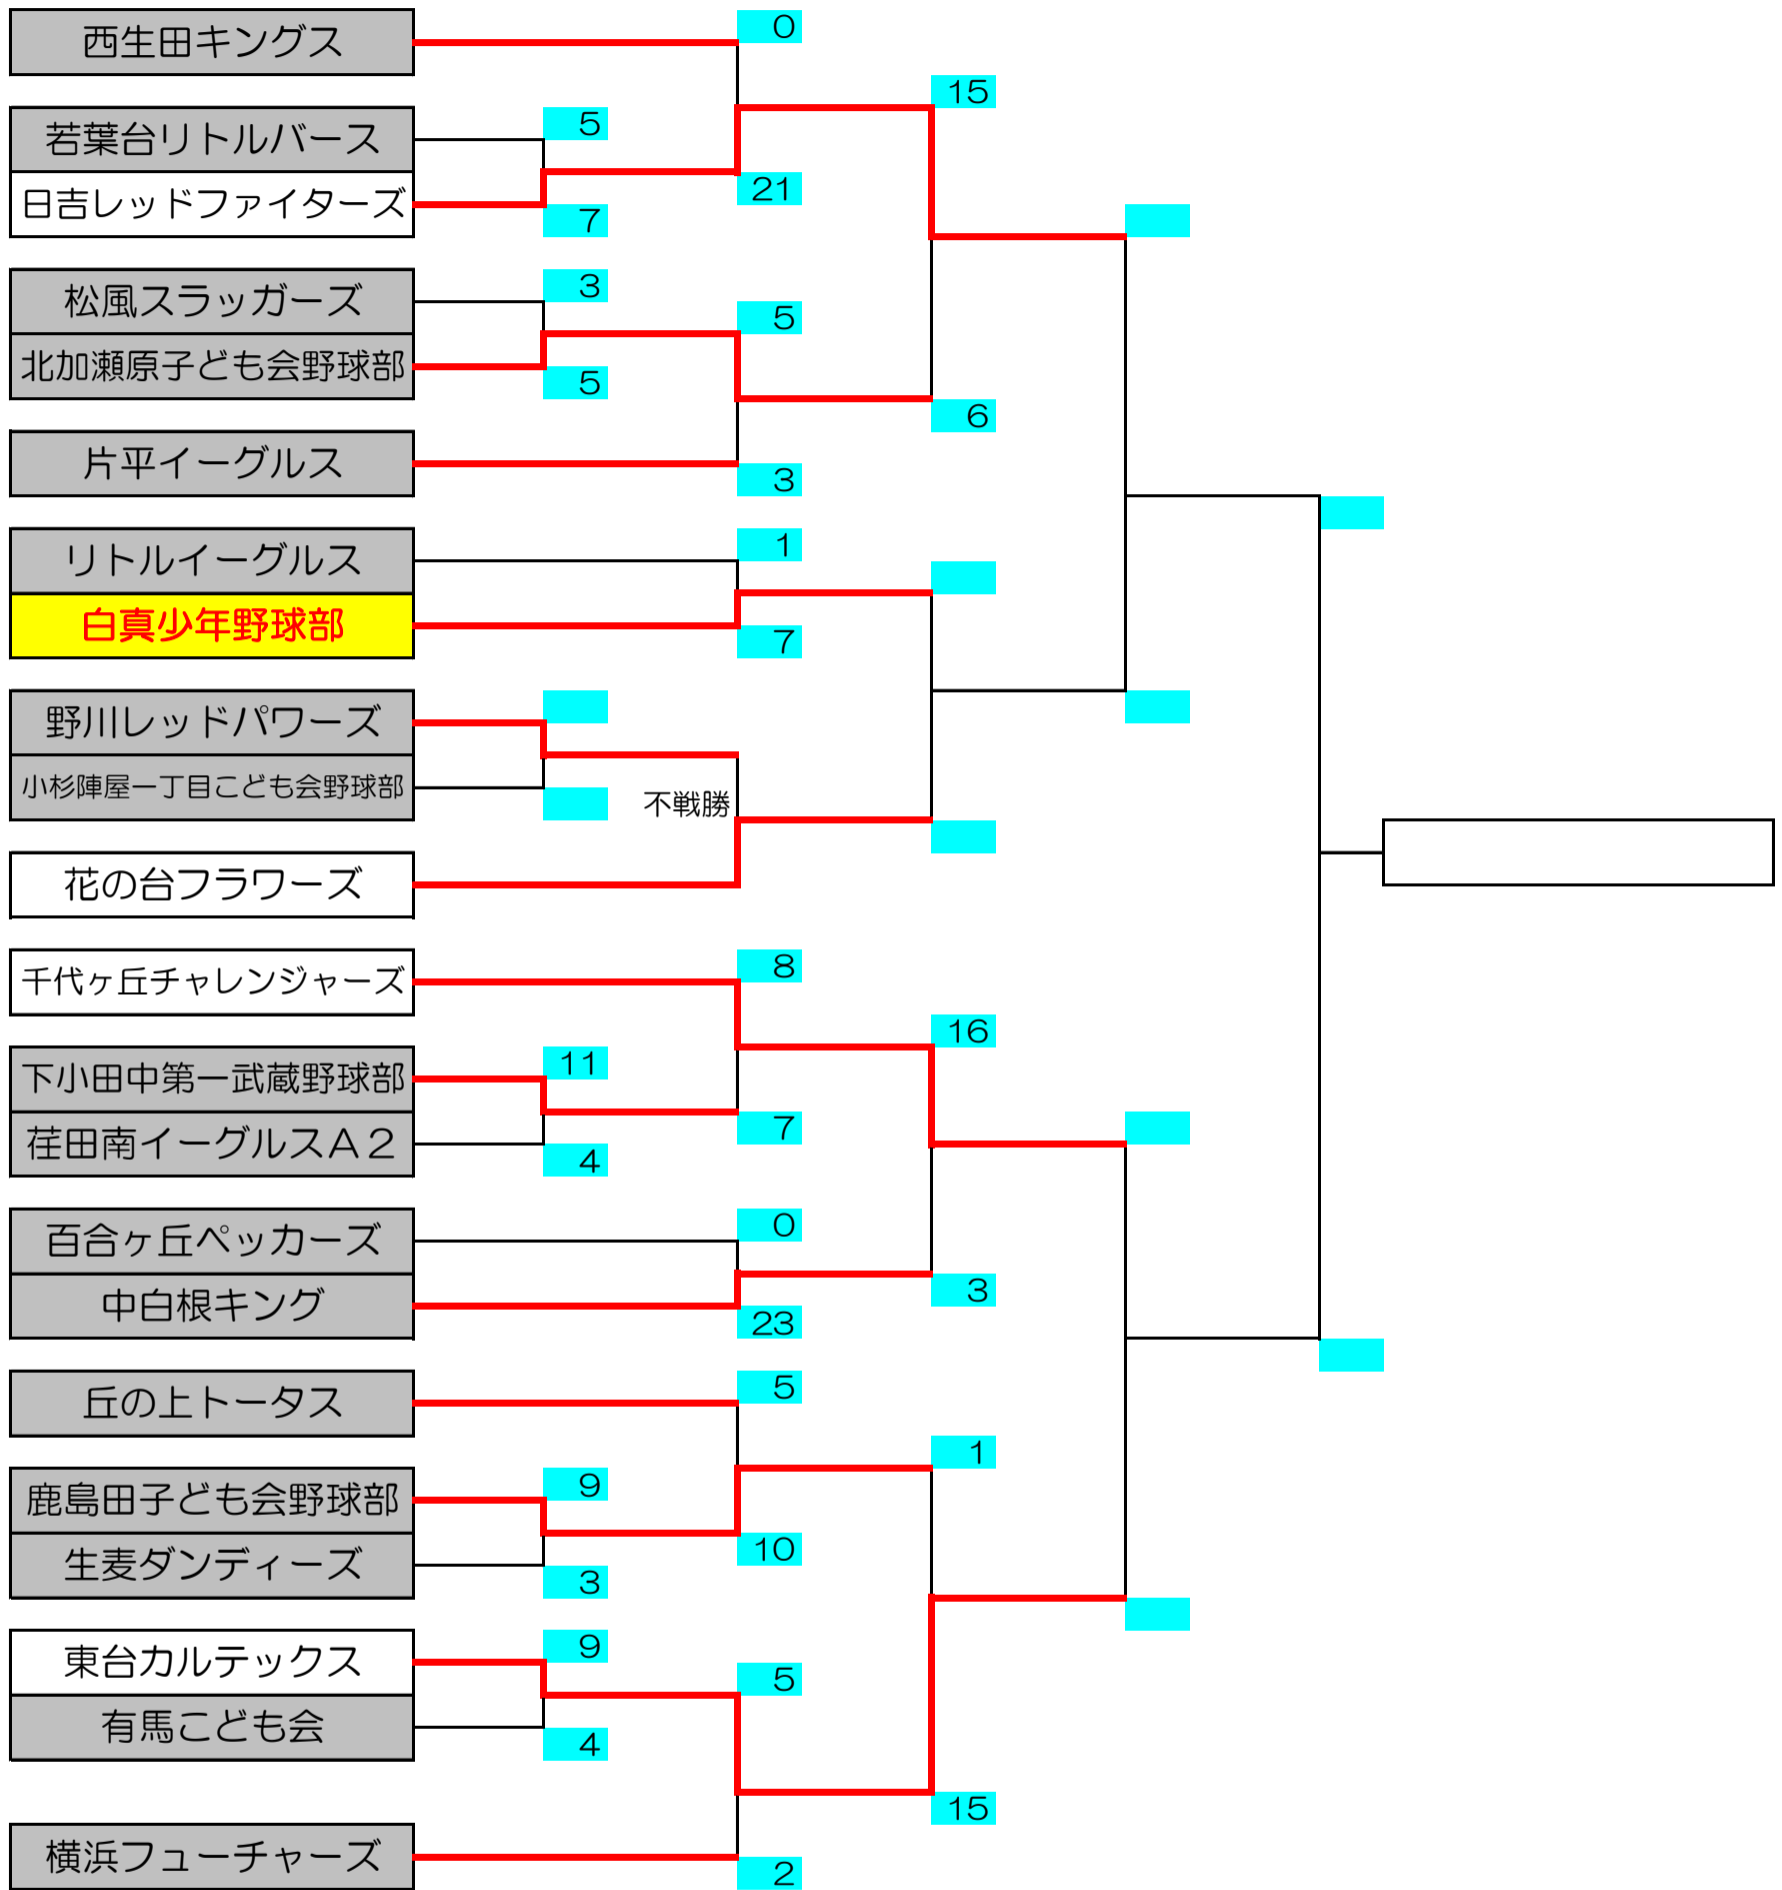 西生田キングス
0
15
若葉台リトルバース
5
日吉レッドファイターズ
7
21
松風スラッガーズ
3
5
北加瀬原子ども会野球部
5
6
片平イーグルス
3
リトルイーグルス
1
白真少年野球部
7
野川レッドパワーズ
小杉陣屋一丁目こども会野球部
不戦勝
花の台フラワーズ
千代ヶ丘チャレンジャーズ
8
16
下小田中第一武蔵野球部
11
7
荏田南イーグルスA2
4
百合ヶ丘ペッカーズ
0
3
中白根キング
23
丘の上トータス
5
1
鹿島田子ども会野球部
9
10
生麦ダンディーズ
3
東台カルテックス
9
5
有馬こども会
4
15
横浜フューチャーズ
2